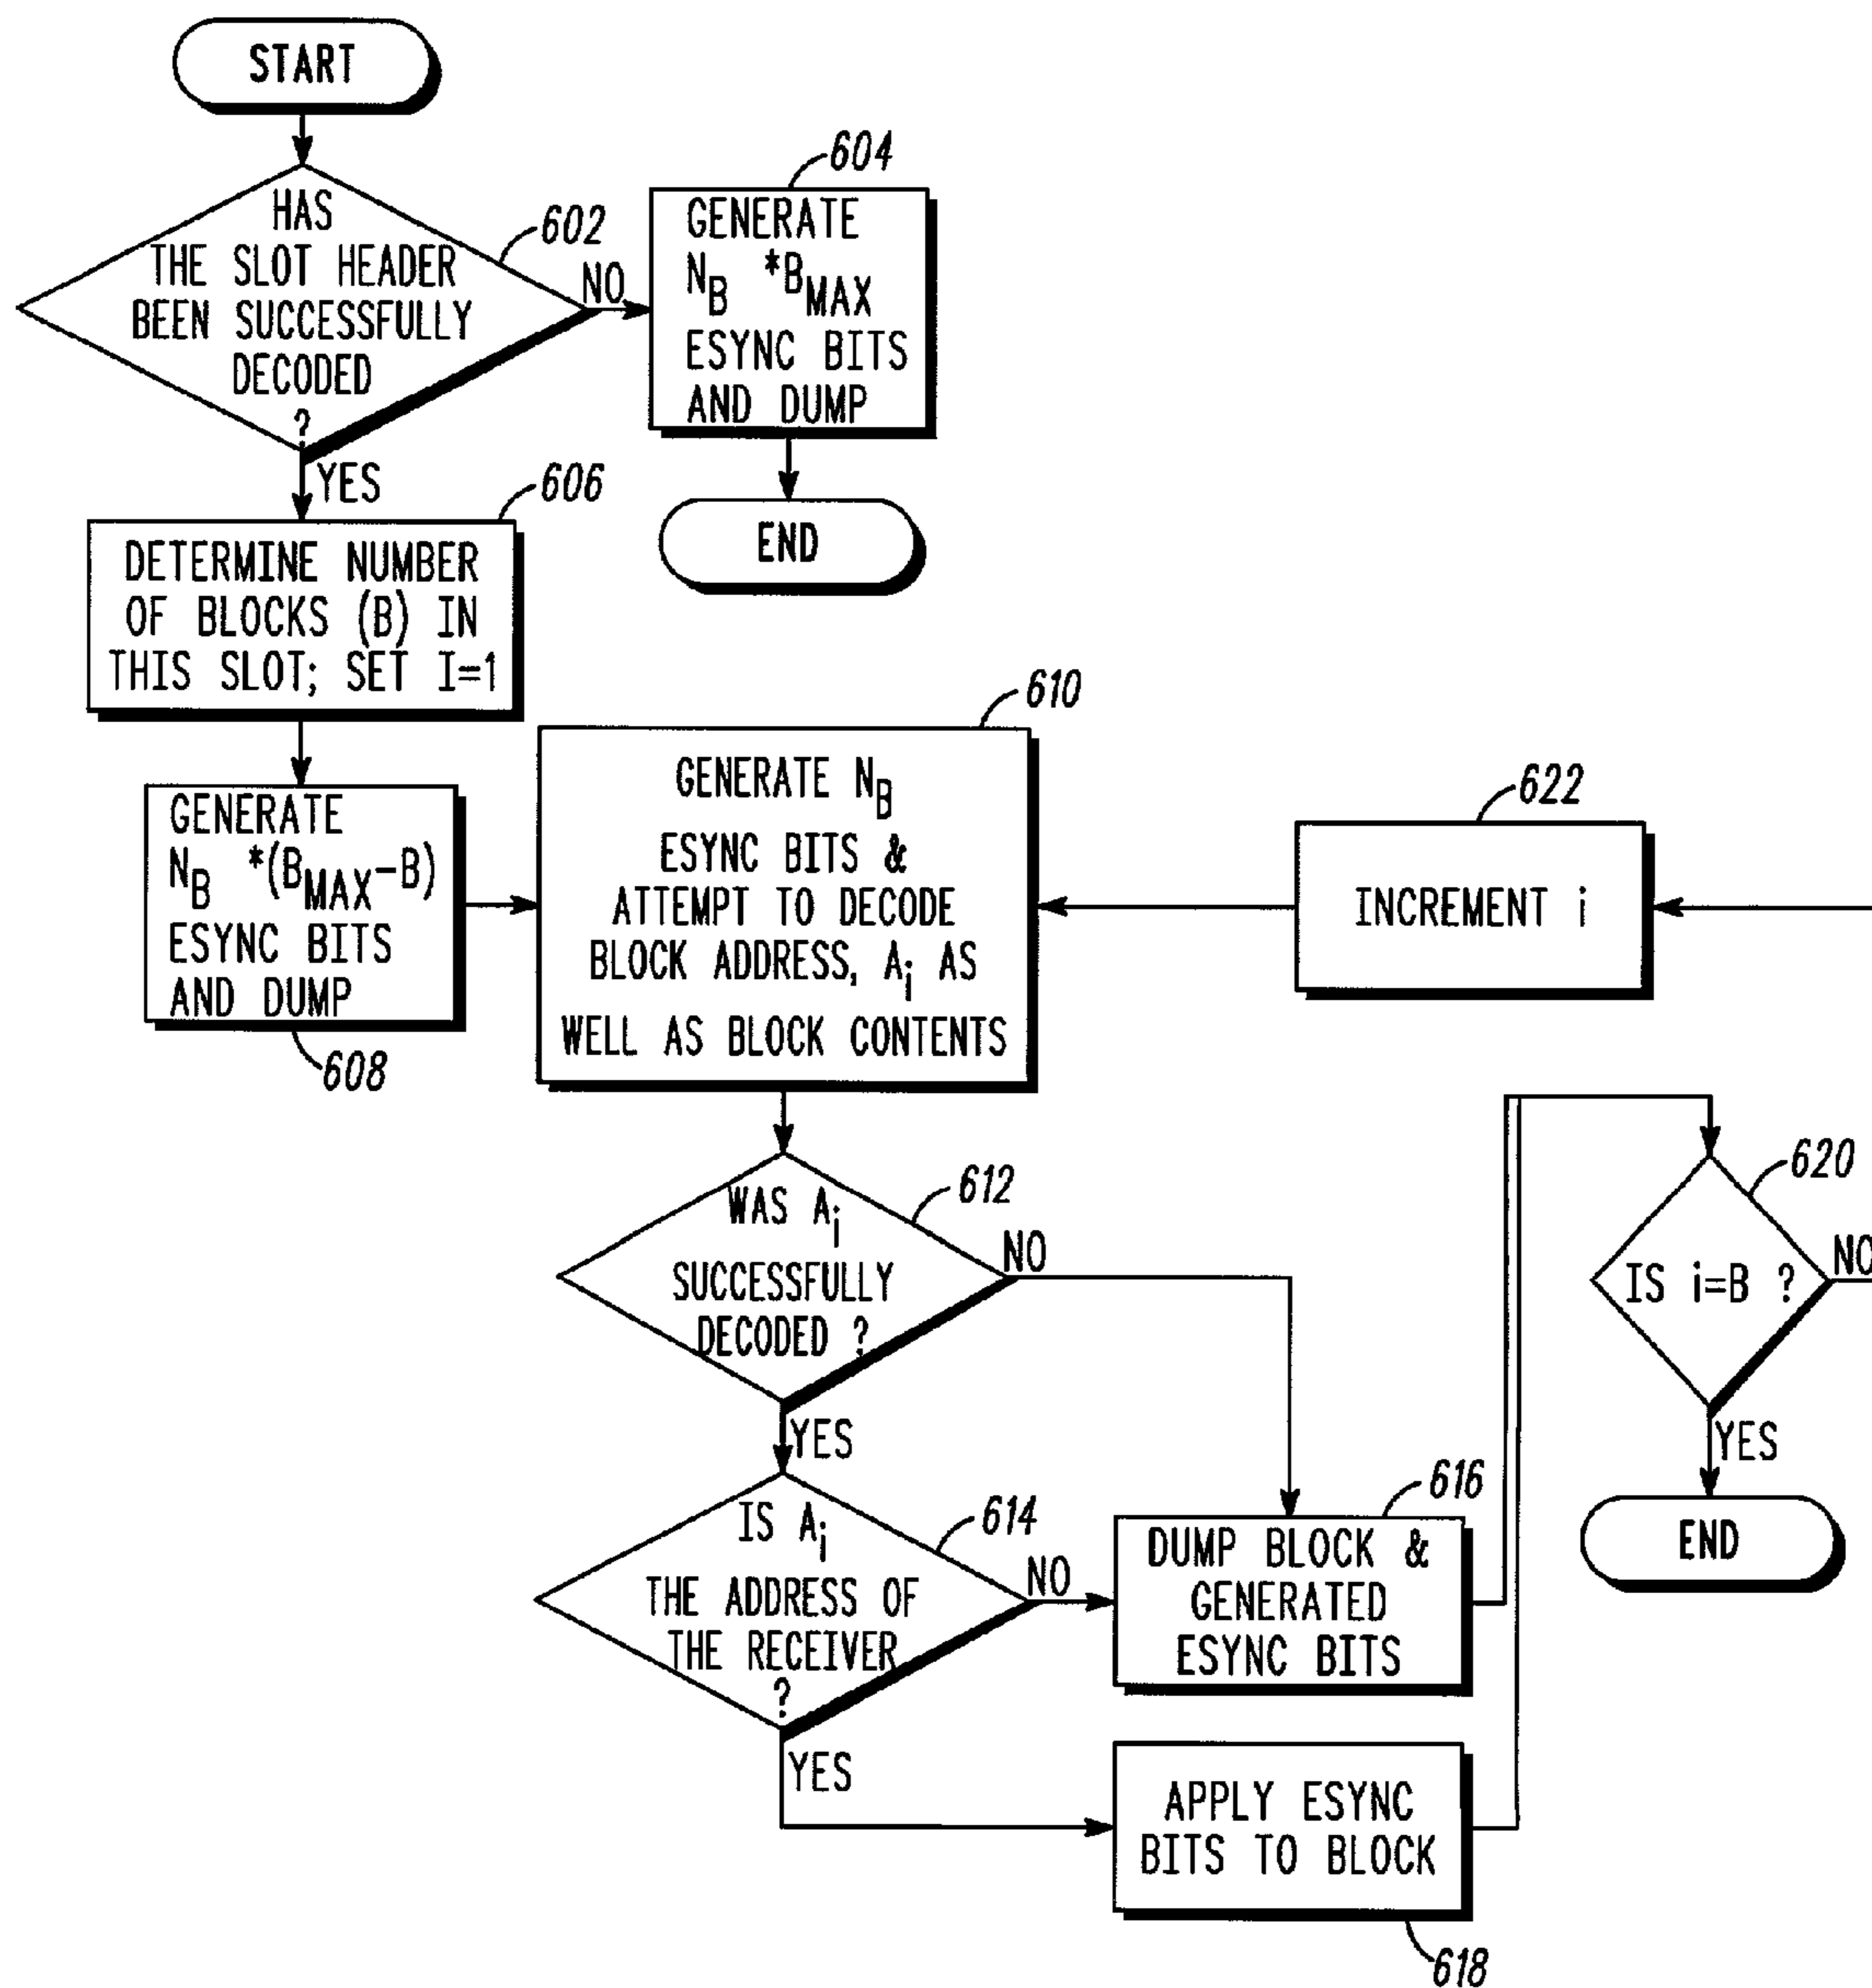 START
HAS
THE SLOT HEADER
BEEN SUCCESSFULLY
DECODED
?
602
NO
YES
604
GENERATE
N_B *B_MAX
ESYNC BITS
AND DUMP
END
606
DETERMINE NUMBER
OF BLOCKS (B) IN
THIS SLOT; SET I=1
GENERATE
N_B *(B_MAX-B)
ESYNC BITS
AND DUMP
608
610
GENERATE N_B
ESYNC BITS &
ATTEMPT TO DECODE
BLOCK ADDRESS, A_i AS
WELL AS BLOCK CONTENTS
622
INCREMENT i
612
WAS A_i
SUCCESSFULLY
DECODED ?
NO
YES
614
IS A_i
THE ADDRESS OF
THE RECEIVER
?
NO
YES
616
DUMP BLOCK &
GENERATED
ESYNC BITS
APPLY ESYNC
BITS TO BLOCK
618
620
IS i=B ?
NO
YES
END